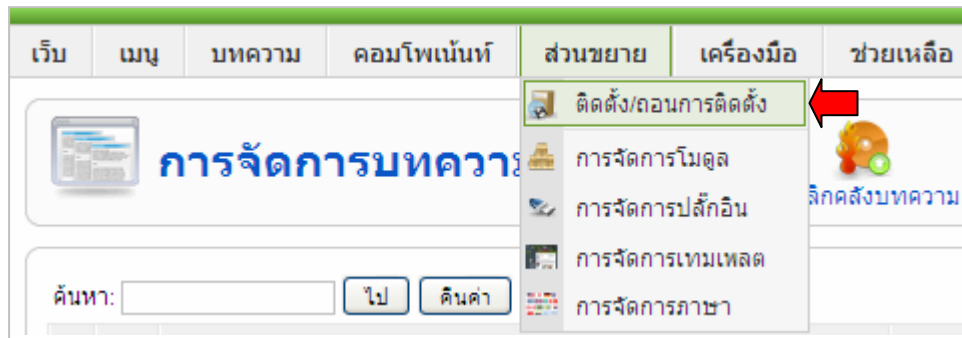 เว็บ เมนู บทความ คอมโพเน้นท์ ส่วนขยาย เครื่องมือ ช่วยเหลือ
ติดตั้ง/ถอนการติดตั้ง
การจัดการบทความ
การจัดการโมดูล
ลิกคลังบทความ
การจัดการปลั๊กอิน
การจัดการเทมเพลต
ค้นหา: ไป คืนค่า
การจัดการภาษา